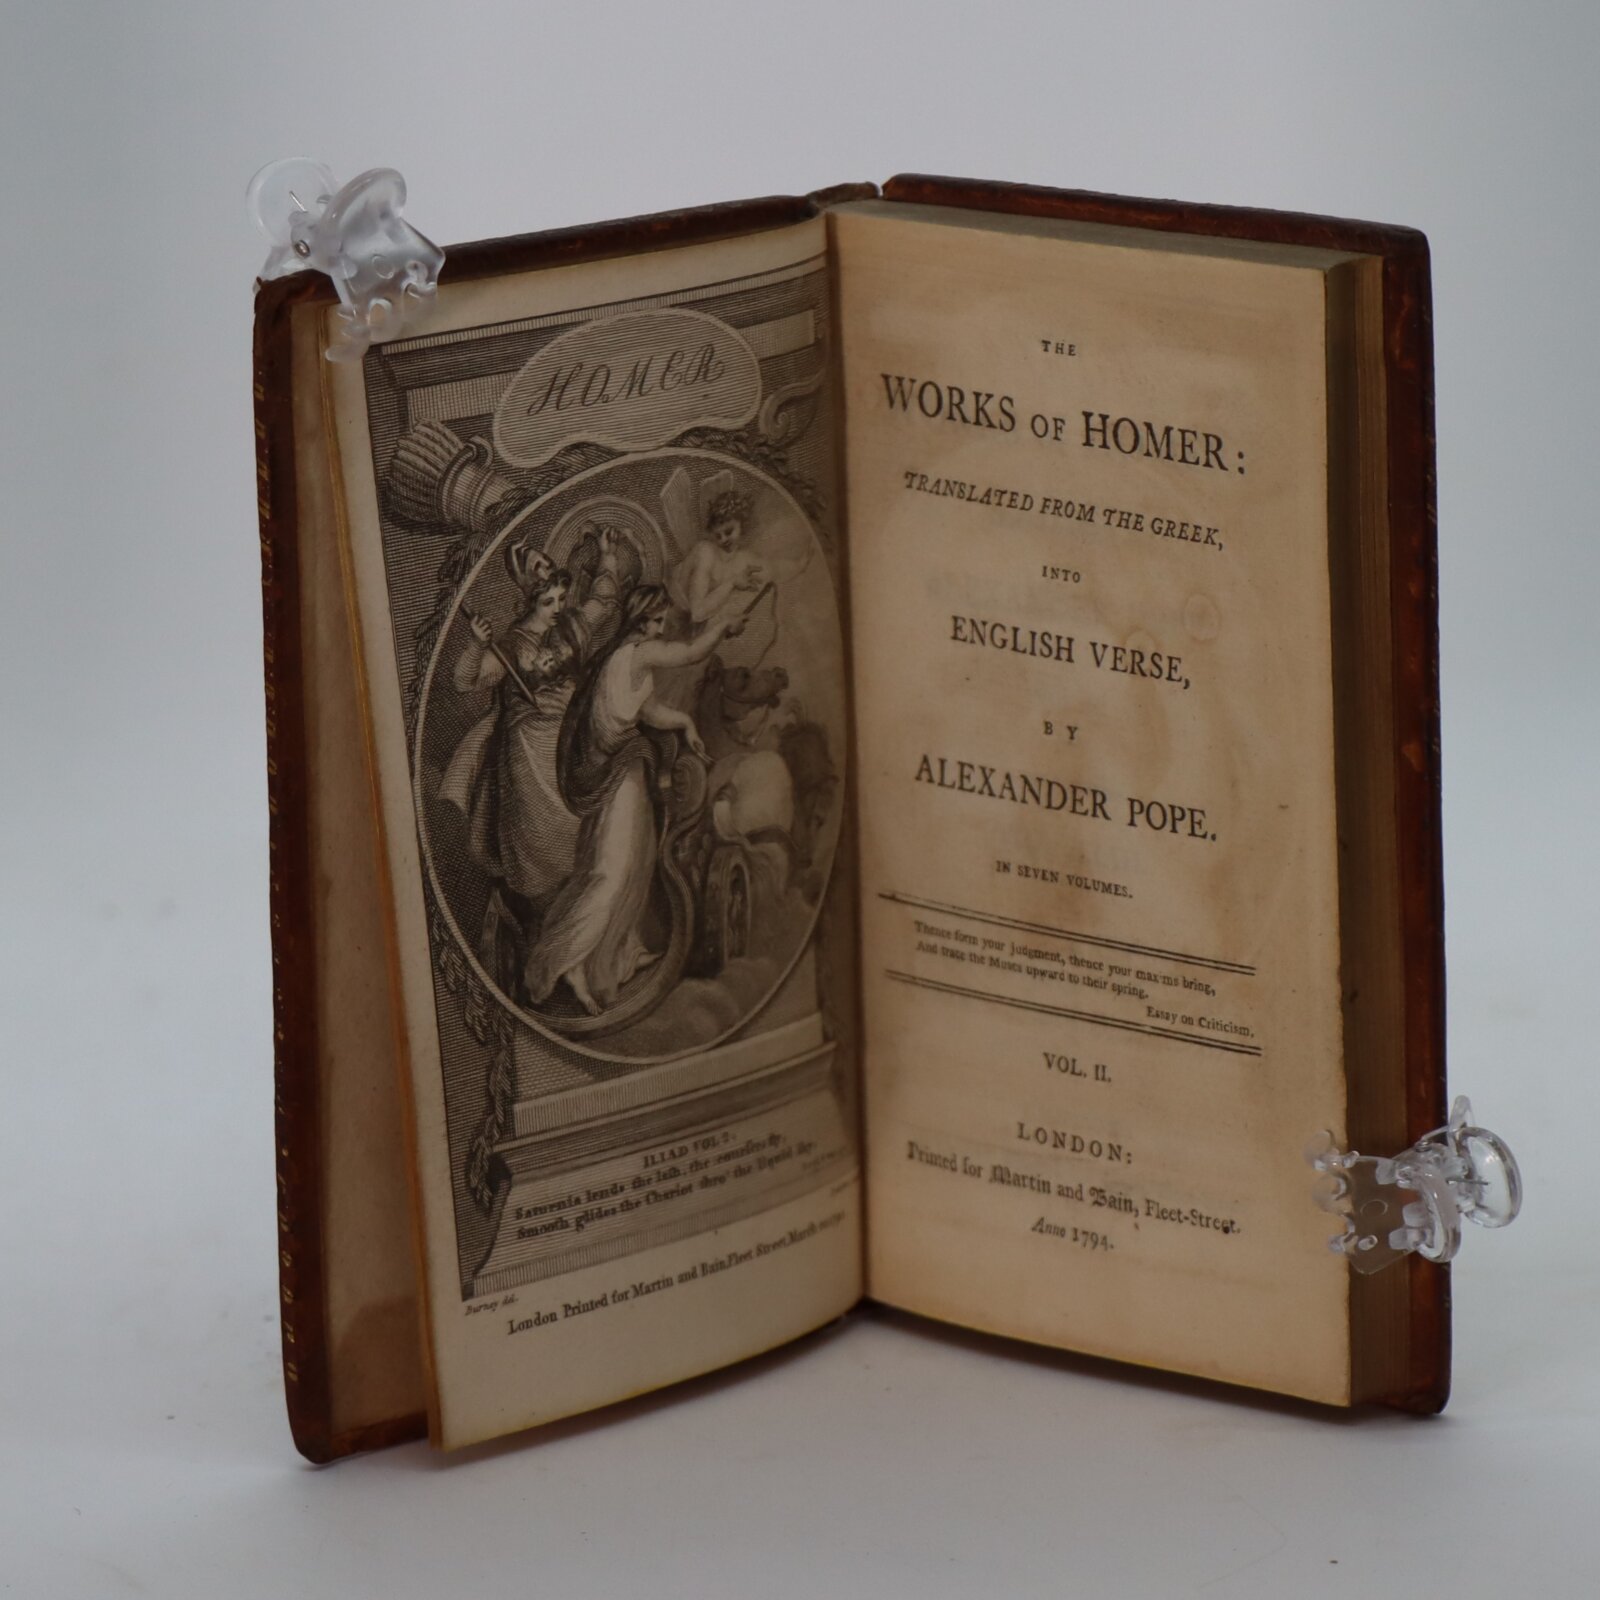 HOMER
ILIAD VOL 2.
Saturnia lends the lash, the coursers fly;
Smooth glides the Chariot thro' the liquid sky.
Burney del.
London Printed for Martin and Bain, Fleet Street, March
THE
WORKS OF HOMER:
TRANSLATED FROM THE GREEK,
INTO
ENGLISH VERSE,
BY
ALEXANDER POPE.
IN SEVEN VOLUMES.
Thence form your judgment, thence your maxims bring,
And trace the Muses upward to their spring.
Essay on Criticism.
VOL. II.
LONDON:
Printed for Martin and Bain, Fleet-Street.
Anno 1794.